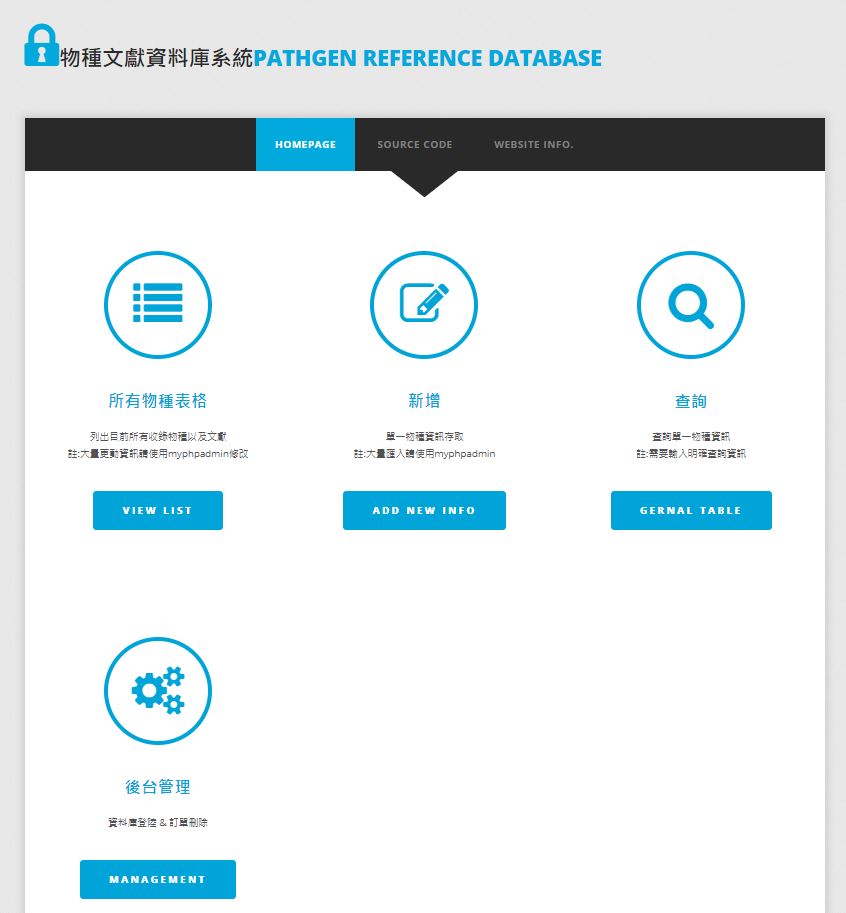 物種文獻資料庫系統PATHGEN REFERENCE DATABASE
HOMEPAGE SOURCE CODE WEBSITE INFO.
所有物種表格
列出目前所有收錄物種以及文獻
註:大量更動資訊請使用myphpadmin修改
VIEW LIST
新增
單一物種資訊存取
註:大量匯入請使用myphpadmin
ADD NEW INFO
查詢
查詢單一物種資訊
註:需要輸入明確查詢資訊
GERNAL TABLE
後台管理
資料庫登陸 & 訂單刪除
MANAGEMENT